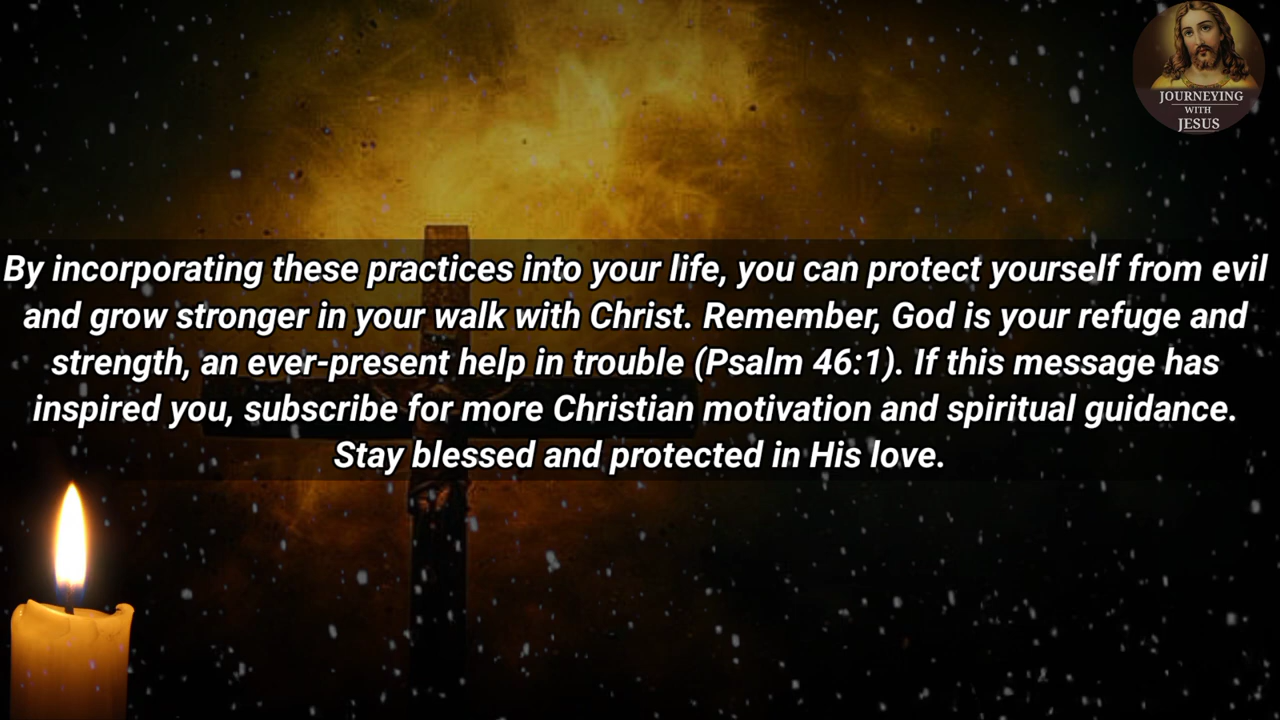 JOURNEYING
WITH
JESUS
By incorporating these practices into your life, you can protect yourself from evil
and grow stronger in your walk with Christ. Remember, God is your refuge and
strength, an ever-present help in trouble (Psalm 46:1). If this message has
inspired you, subscribe for more Christian motivation and spiritual guidance.
Stay blessed and protected in His love.